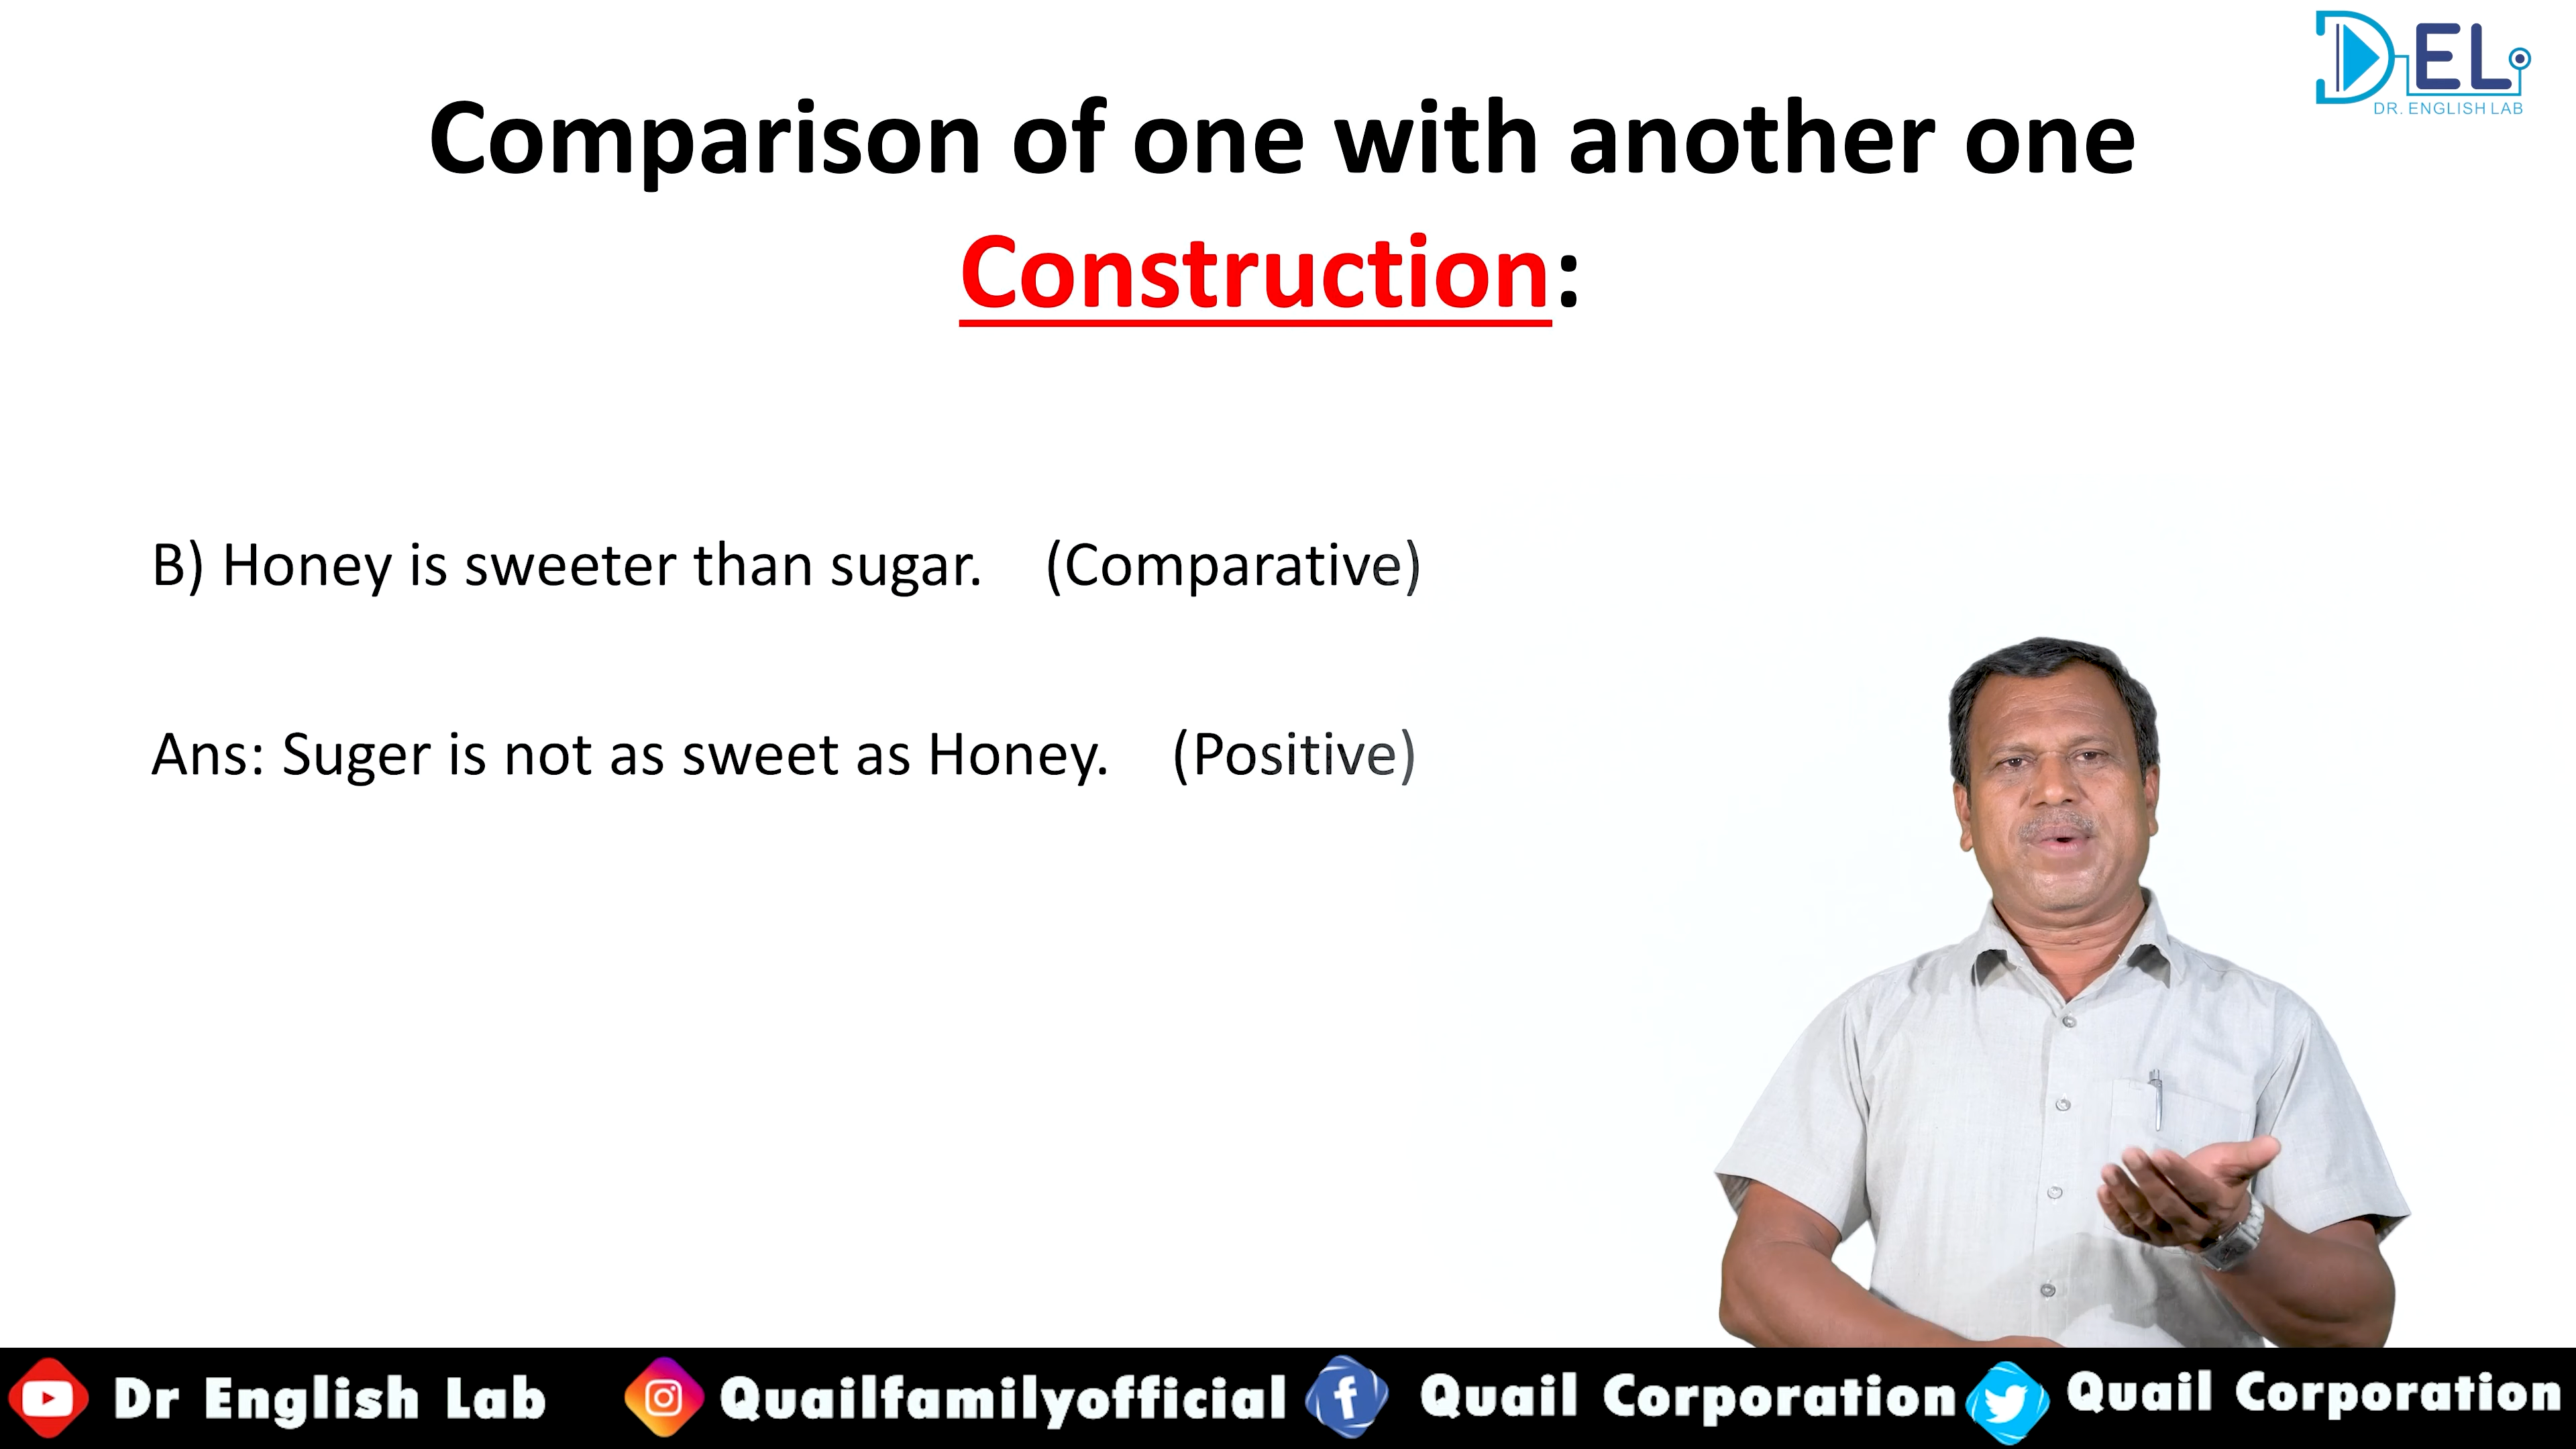 DEL
DR. ENGLISH LAB
Comparison of one with another one
Construction:
B) Honey is sweeter than sugar. (Comparative)
Ans: Suger is not as sweet as Honey. (Positive)
Dr English Lab Quailfamilyofficial Quail Corporation Quail Corporation